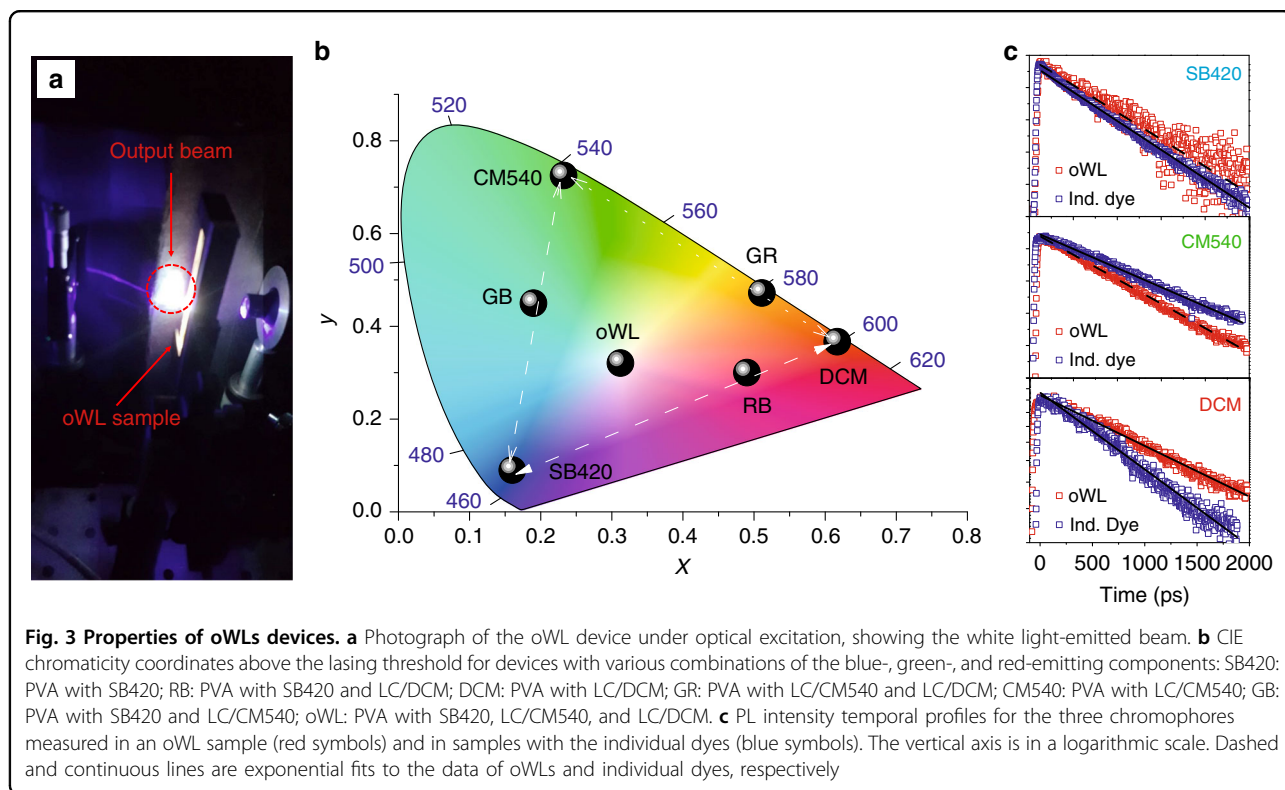 a
Output beam
oWL sample
b
520
540
560
580
600
620
500
480
460
0.8
0.6
0.4
0.2
0.0
y
CM540
GR
GB
oWL
DCM
RB
SB420
0.0 0.1 0.2 0.3 0.4 0.5 0.6 0.7 0.8
X
c
SB420
oWL
Ind. dye
CM540
oWL
Ind. dye
DCM
oWL
Ind. Dye
0 500 1000 1500 2000
Time (ps)
Fig. 3 Properties of oWLs devices. a Photograph of the oWL device under optical excitation, showing the white light-emitted beam. b CIE
chromaticity coordinates above the lasing threshold for devices with various combinations of the blue-, green-, and red-emitting components: SB420:
PVA with SB420; RB: PVA with SB420 and LC/DCM; DCM: PVA with LC/DCM; GR: PVA with LC/CM540 and LC/DCM; CM540: PVA with LC/CM540; GB:
PVA with SB420 and LC/CM540; oWL: PVA with SB420, LC/CM540, and LC/DCM. c PL intensity temporal profiles for the three chromophores
measured in an oWL sample (red symbols) and in samples with the individual dyes (blue symbols). The vertical axis is in a logarithmic scale. Dashed
and continuous lines are exponential fits to the data of oWLs and individual dyes, respectively